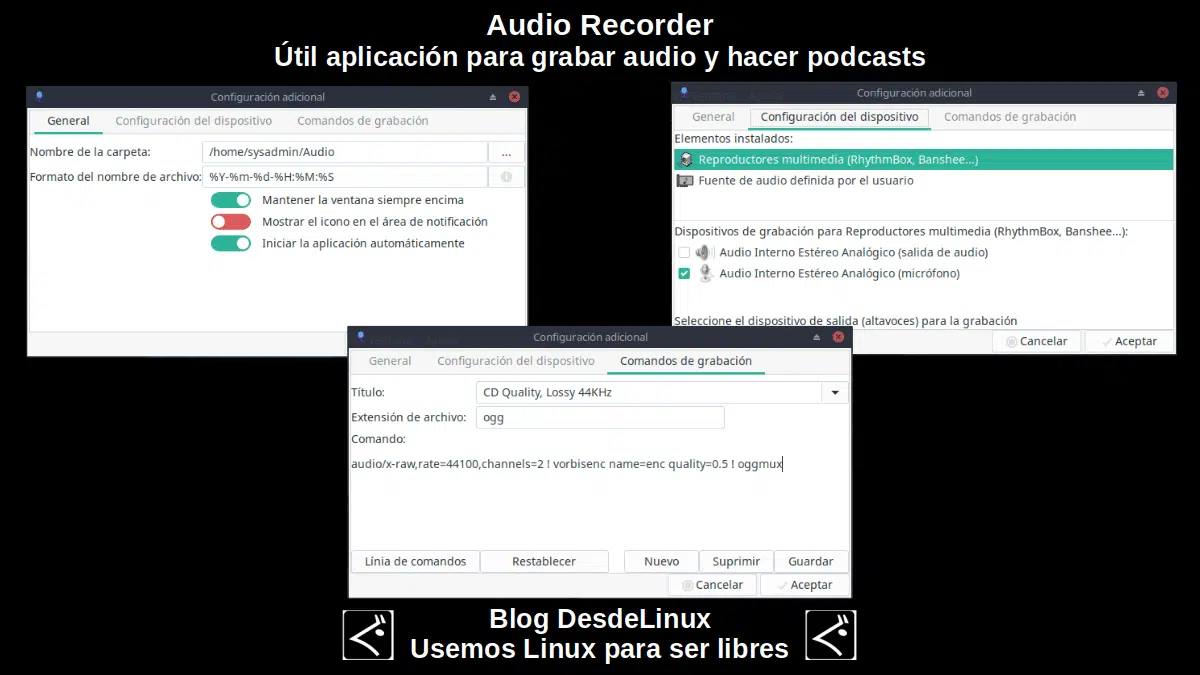 Audio Recorder
Útil aplicación para grabar audio y hacer podcasts
Configuración adicional
General Configuración del dispositivo Comandos de grabación
Nombre de la carpeta: /home/sysadmin/Audio ...
Formato del nombre de archivo: %Y-%m-%d-%H:%M:%S
Mantener la ventana siempre encima
Mostrar el icono en el área de notificación
Iniciar la aplicación automáticamente
Configuración adicional
General Configuración del dispositivo Comandos de grabación
Elementos instalados:
Reproductores multimedia (RhythmBox, Banshee...)
Fuente de audio definida por el usuario
Dispositivos de grabación para Reproductores multimedia (RhythmBox, Banshee...):
Audio Interno Estéreo Analógico (salida de audio)
Audio Interno Estéreo Analógico (micrófono)
Seleccione el dispositivo de salida (altavoces) para la grabación
Cancelar Aceptar
Configuración adicional
General Configuración del dispositivo Comandos de grabación
Título: CD Quality, Lossy 44KHz
Extensión de archivo: ogg
Comando:
audio/x-raw,rate=44100,channels=2 ! vorbisenc name=enc quality=0.5 ! oggmux
Línia de comandos Restablecer Nuevo Suprimir Guardar
Cancelar Aceptar
Blog DesdeLinux
Usemos Linux para ser libres